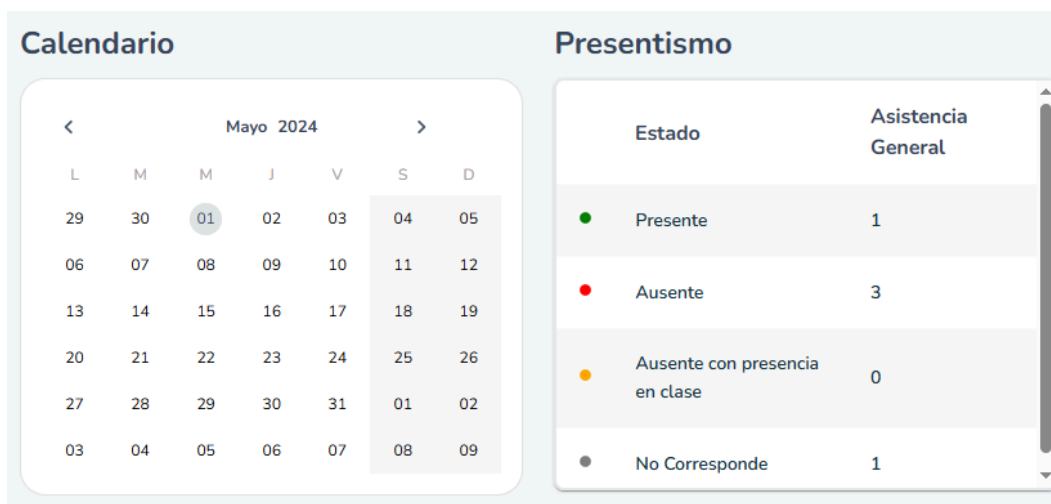 Calendario
Mayo 2024
L M M J V S D
29 30 01 02 03 04 05
06 07 08 09 10 11 12
13 14 15 16 17 18 19
20 21 22 23 24 25 26
27 28 29 30 31 01 02
03 04 05 06 07 08 09
Presentismo
Estado Asistencia
General
Presente 1
Ausente 3
Ausente con presencia
en clase 0
No Corresponde 1